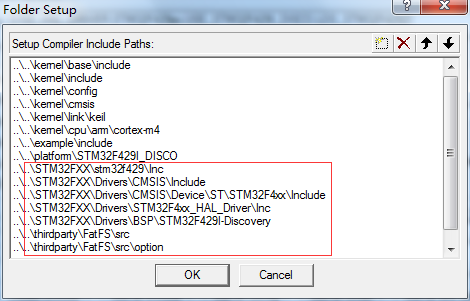 Folder Setup
Setup Compiler Include Paths:
..\..\kernel\base\include
..\..\kernel\include
..\..\kernel\config
..\..\kernel\cmsis
..\..\kernel\link\keil
..\..\kernel\cpu\arm\cortex-m4
..\..\example\include
..\..\platform\STM32F429I_DISCO
..\..\STM32FXX\stm32f429\Inc
..\..\STM32FXX\Drivers\CMSIS\Include
..\..\STM32FXX\Drivers\CMSIS\Device\ST\STM32F4xx\Include
..\..\STM32FXX\Drivers\STM32F4xx_HAL_Driver\Inc
..\..\STM32FXX\Drivers\BSP\STM32F429I-Discovery
..\..\thirdparty\FatFS\src
..\..\thirdparty\FatFS\src\option
OK Cancel